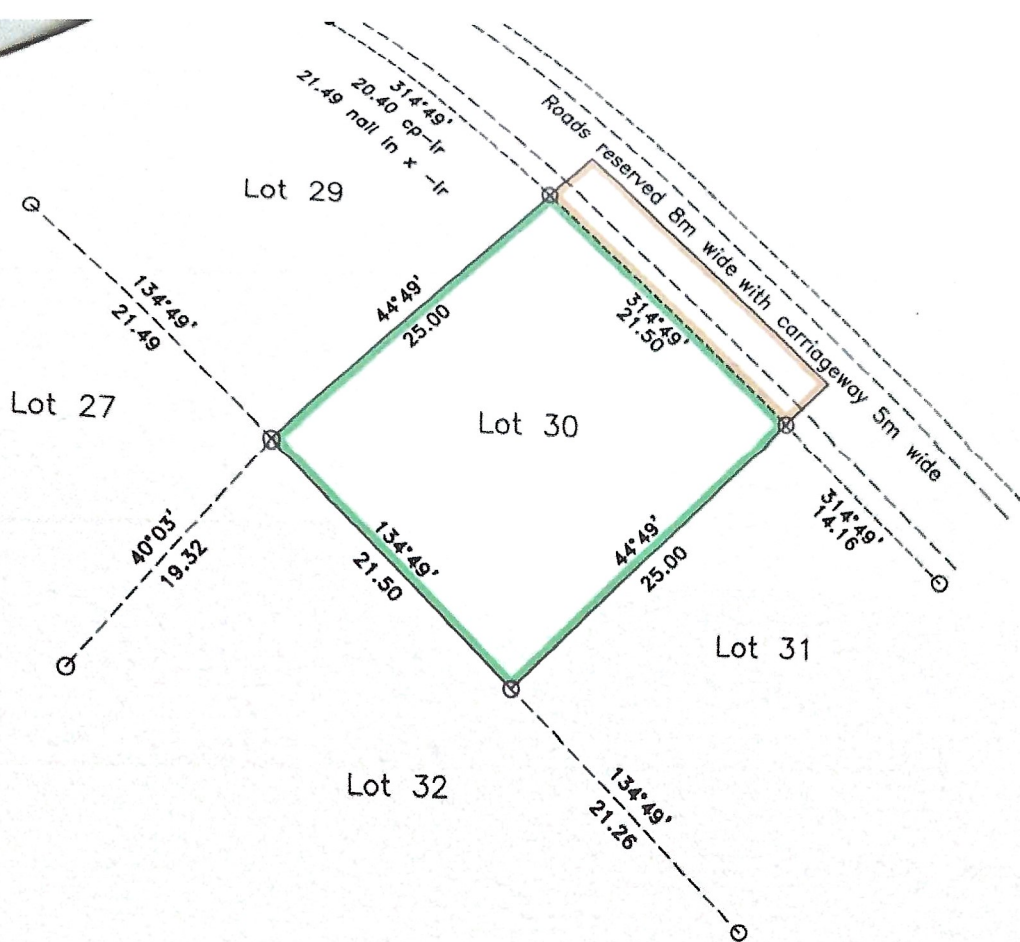 314°49'
20.40 cp-lr
21.49 nail in x -lr
Roads reserved 8m wide with carriageway 5m wide
Lot 29
134°49'
21.49
44°49'
25.00
314°49'
21.50
Lot 27
Lot 30
40°03'
19.32
134°49'
21.50
44°49'
25.00
314°49'
14.16
Lot 31
Lot 32
134°49'
21.26